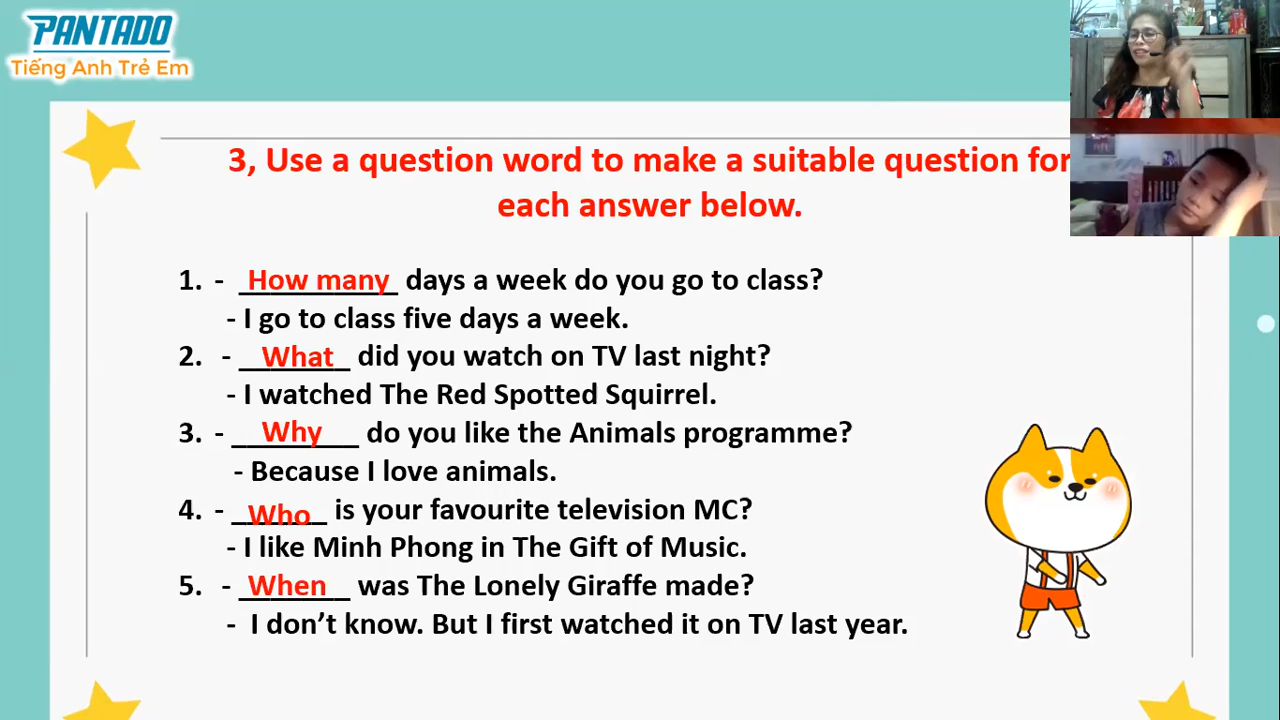 PANTADO
Tiếng Anh Trẻ Em
3, Use a question word to make a suitable question for
each answer below.
1. - How many days a week do you go to class?
- I go to class five days a week.
2. - What did you watch on TV last night?
- I watched The Red Spotted Squirrel.
3. - Why do you like the Animals programme?
- Because I love animals.
4. - Who is your favourite television MC?
- I like Minh Phong in The Gift of Music.
5. - When was The Lonely Giraffe made?
- I don’t know. But I first watched it on TV last year.